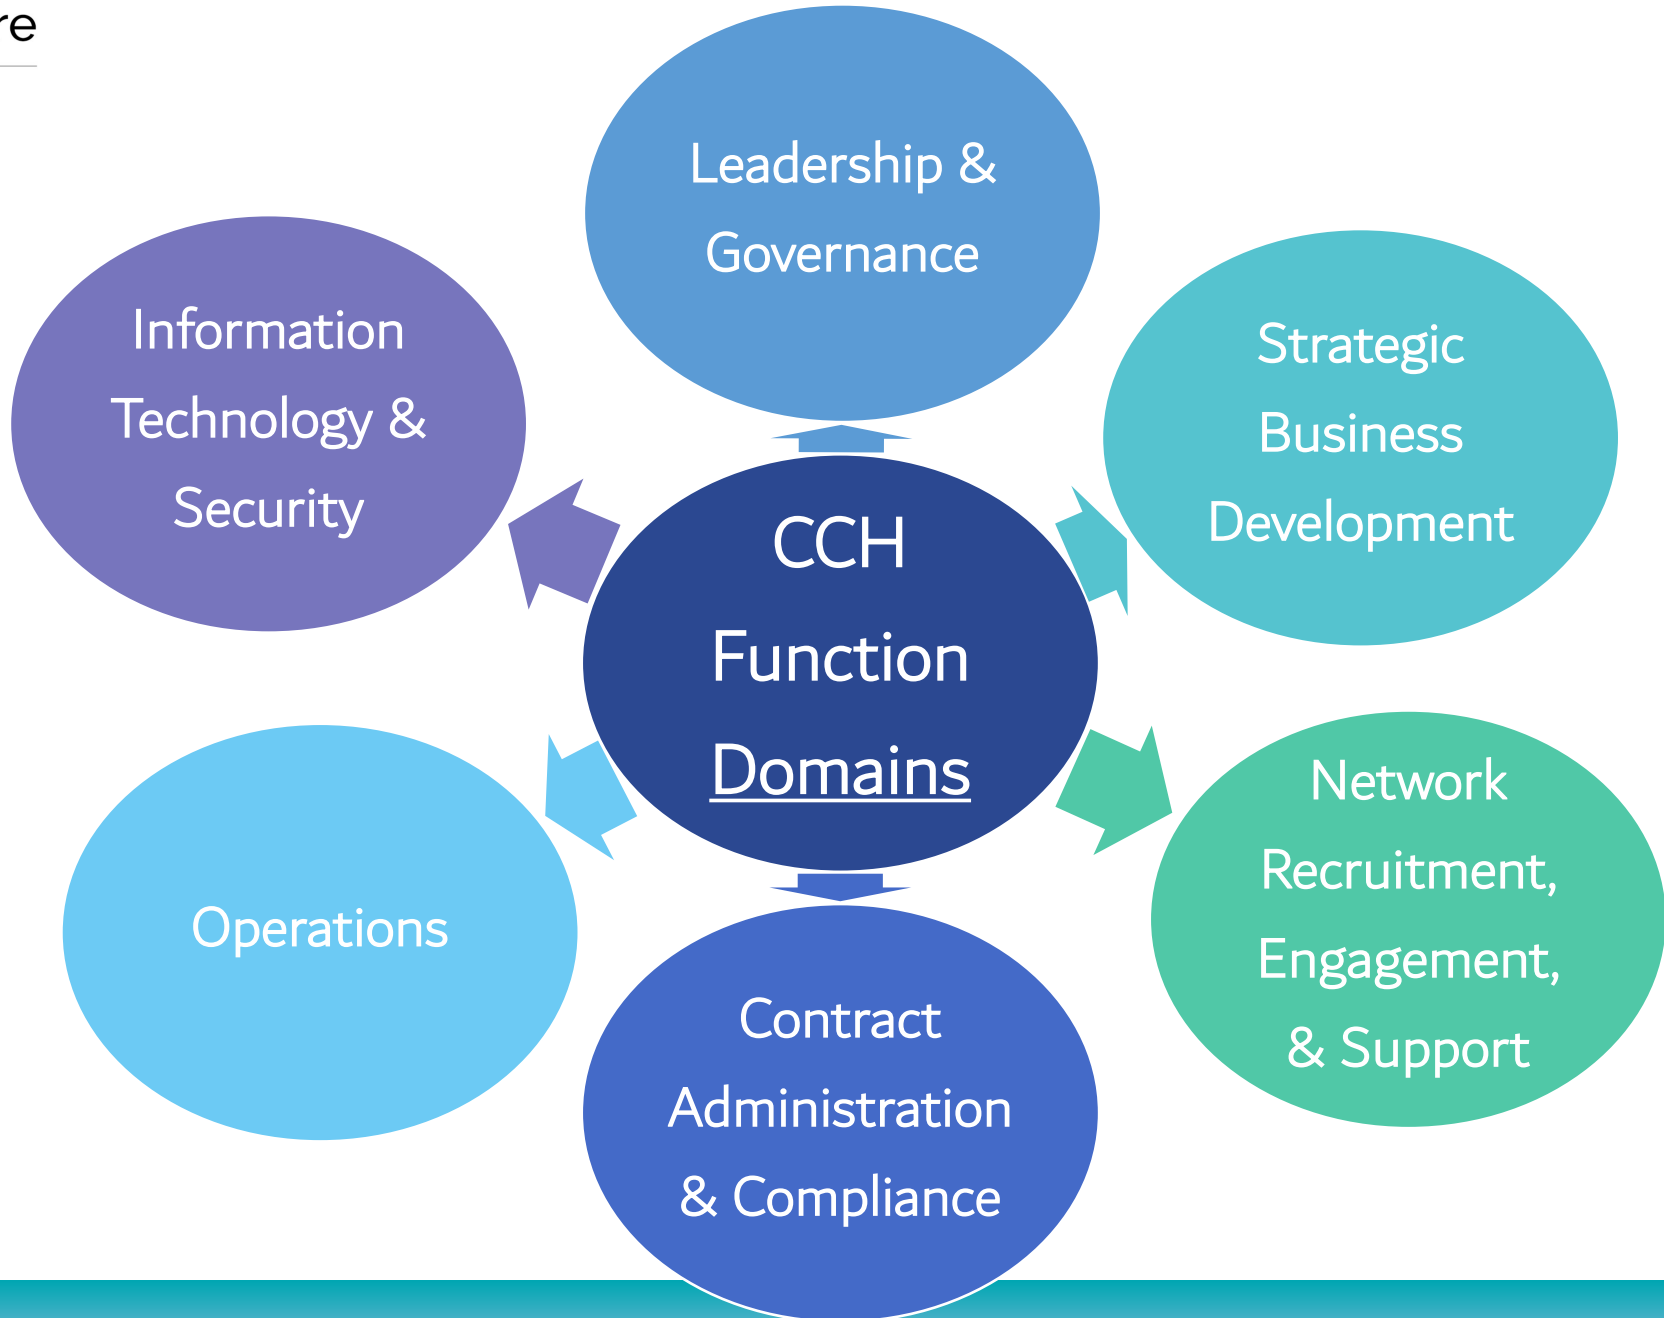 re
Leadership &
Governance
Strategic
Business
Development
Network
Recruitment,
Engagement,
& Support
Contract
Administration
& Compliance
Operations
Information
Technology &
Security
CCH
Function
Domains